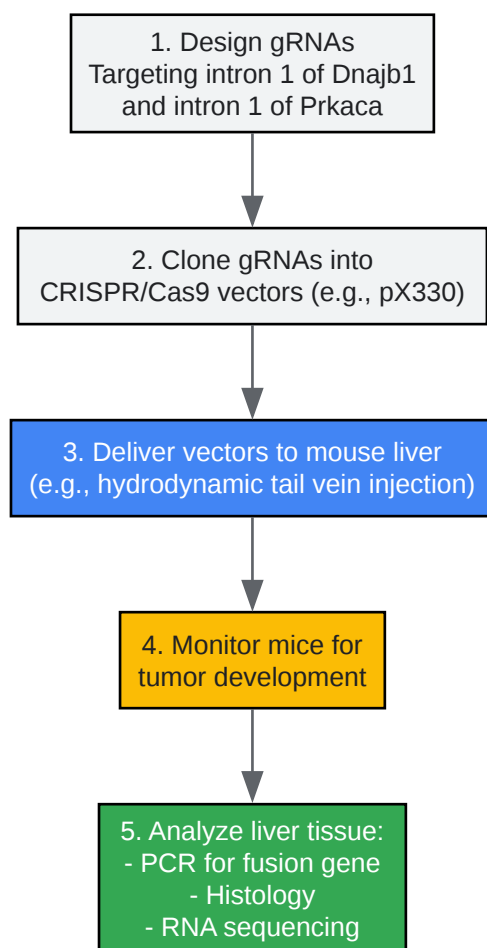 1. Design gRNAs
Targeting intron 1 of Dnajb1
and intron 1 of Prkaca
2. Clone gRNAs into
CRISPR/Cas9 vectors (e.g., pX330)
3. Deliver vectors to mouse liver
(e.g., hydrodynamic tail vein injection)
4. Monitor mice for
tumor development
5. Analyze liver tissue:
- PCR for fusion gene
- Histology
- RNA sequencing